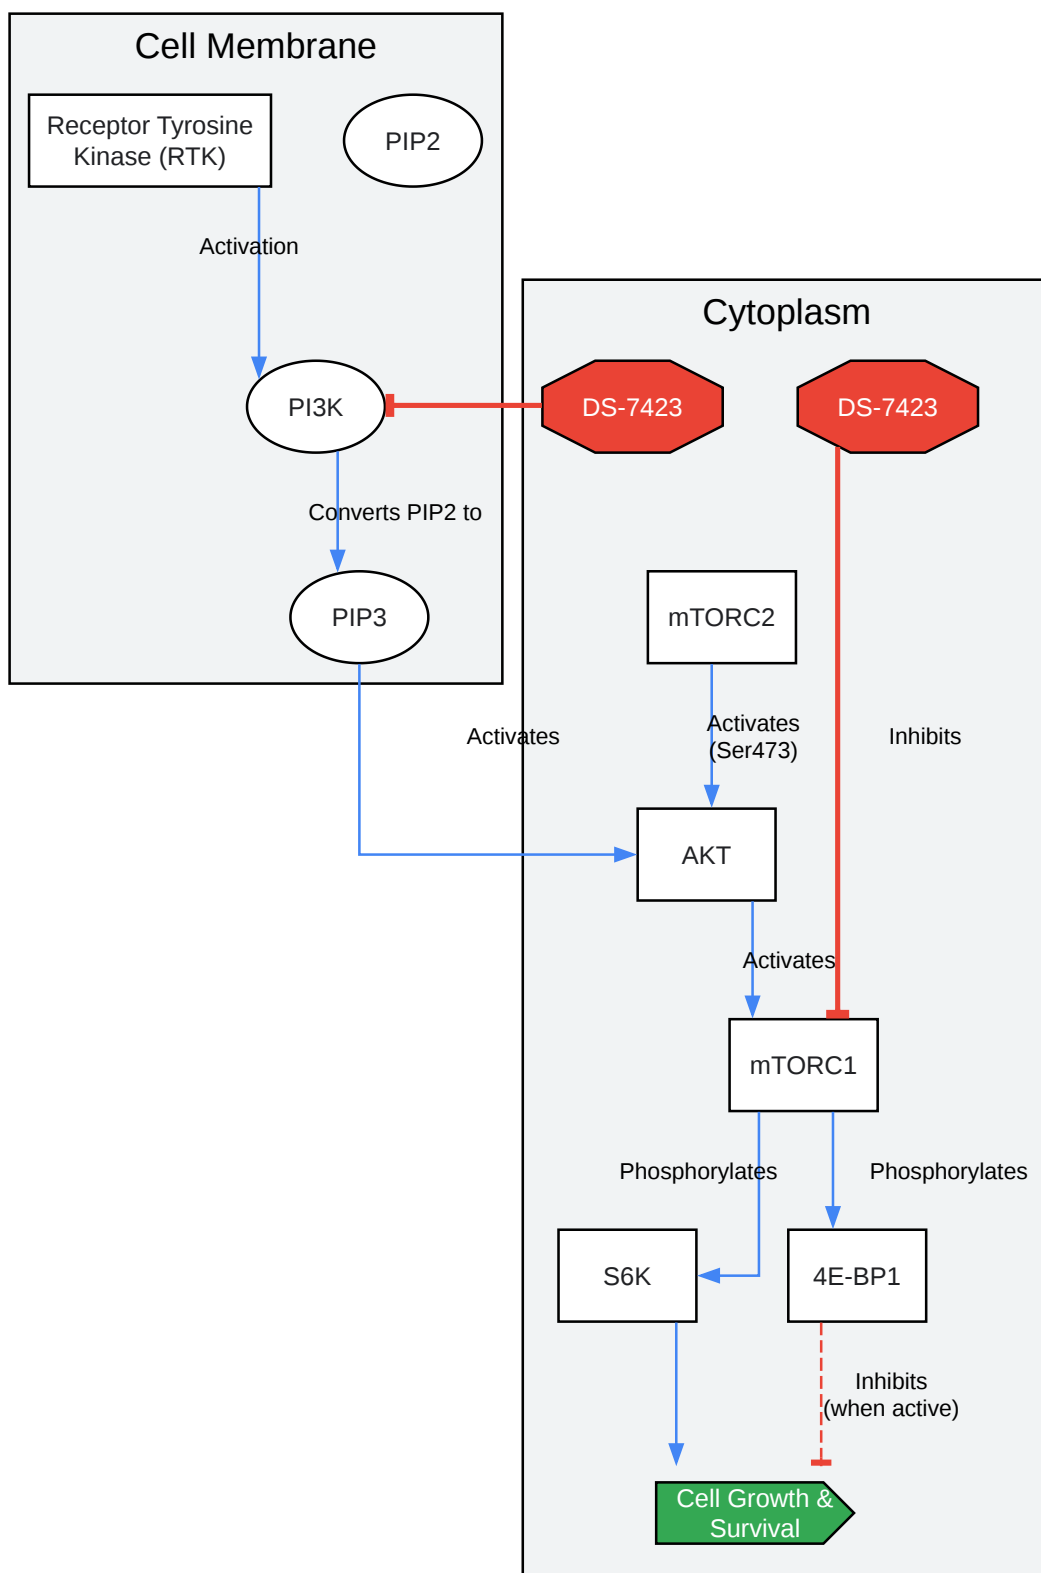 Cell Membrane
Receptor Tyrosine
Kinase (RTK)
PIP2
Activation
Cytoplasm
PI3K
DS-7423
DS-7423
Converts PIP2 to
PIP3
mTORC2
Activates
Activates
(Ser473)
Inhibits
AKT
Activates
mTORC1
Phosphorylates
Phosphorylates
S6K
4E-BP1
Inhibits
(when active)
Cell Growth &
Survival